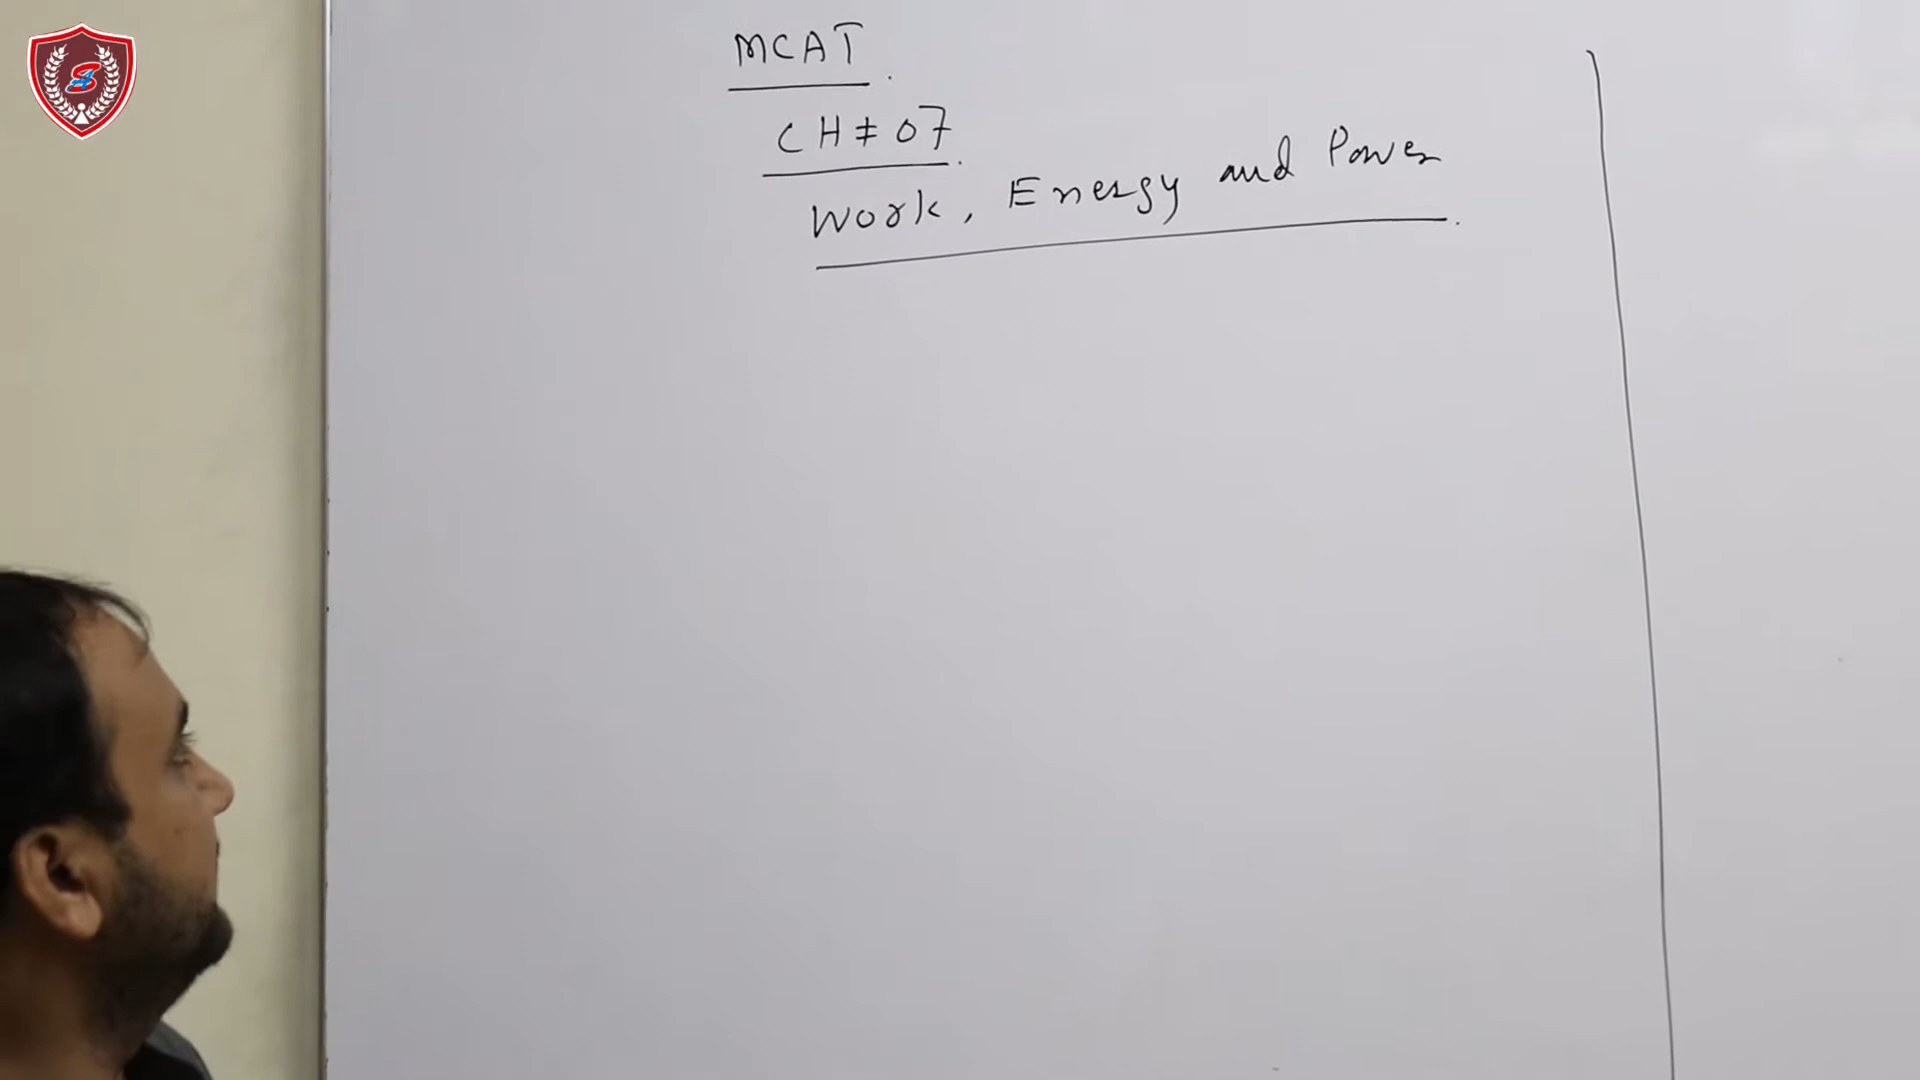 MCAT
CH # 07
Work, Energy and Power